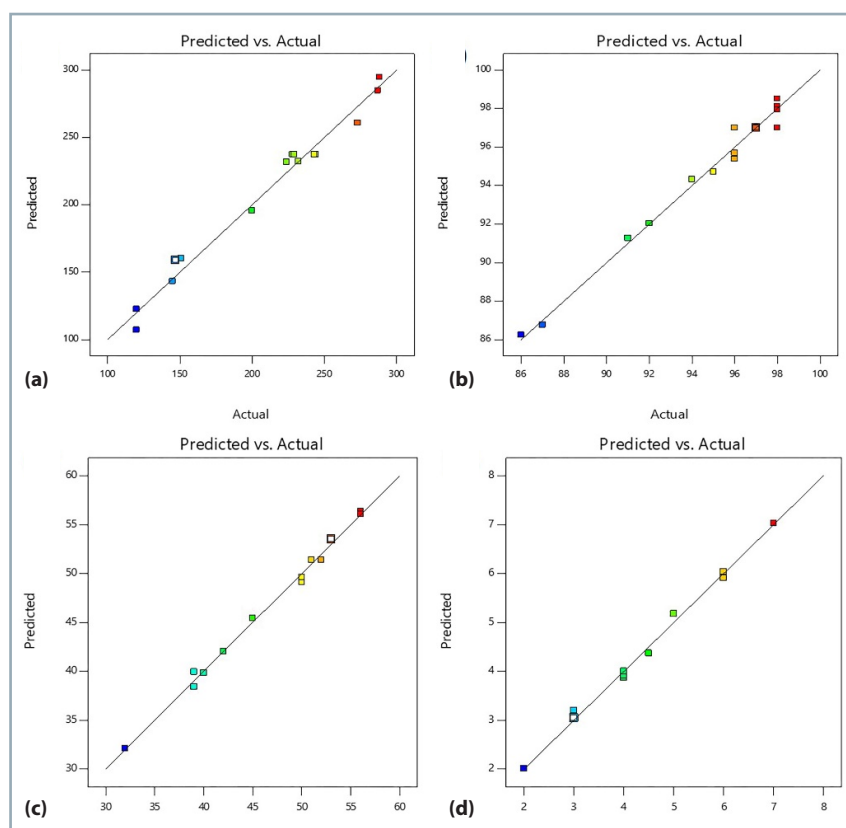 Predicted vs. Actual
300
250
200
150
100
Predicted
100 150 200 250 300
Actual
(a)
Predicted vs. Actual
100
98
96
94
92
90
88
86
Predicted
86 88 90 92 94 96 98 100
Actual
(b)
Predicted vs. Actual
60
55
50
45
40
35
30
Predicted
30 35 40 45 50 55 60
(c)
Predicted vs. Actual
8
7
6
5
4
3
2
Predicted
2 3 4 5 6 7 8
(d)